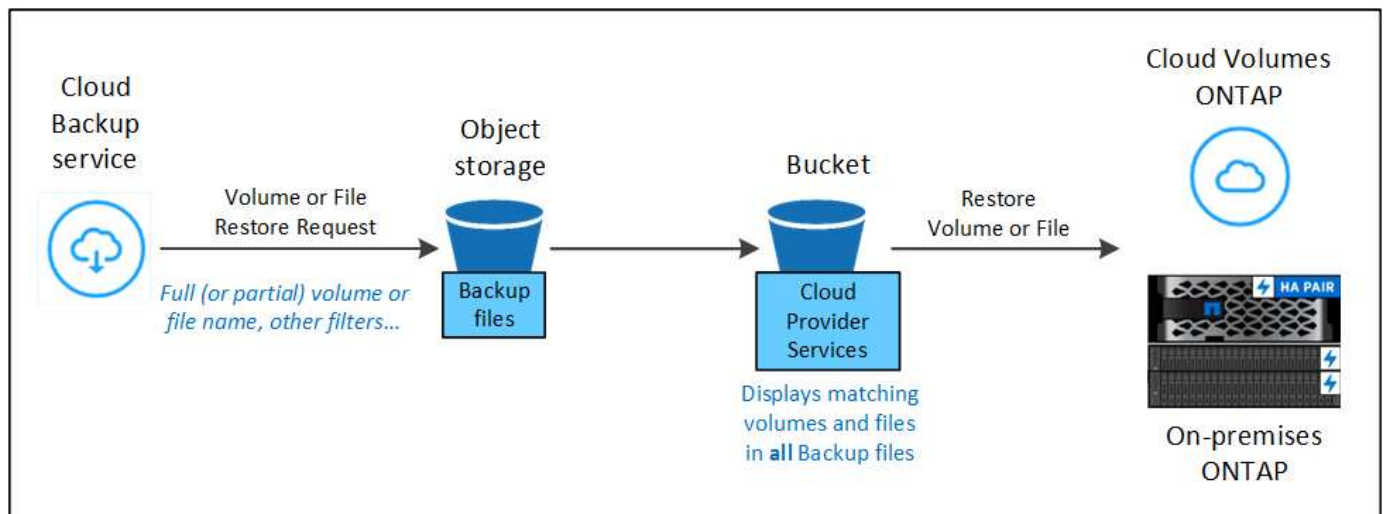 Cloud
Backup
service
Volume or File
Restore Request
Full (or partial) volume or
file name, other filters...
Object
storage
Backup
files
Bucket
Cloud
Provider
Services
Displays matching
volumes and files
in all Backup files
Restore
Volume or File
Cloud Volumes
ONTAP
HA PAIR
On-premises
ONTAP